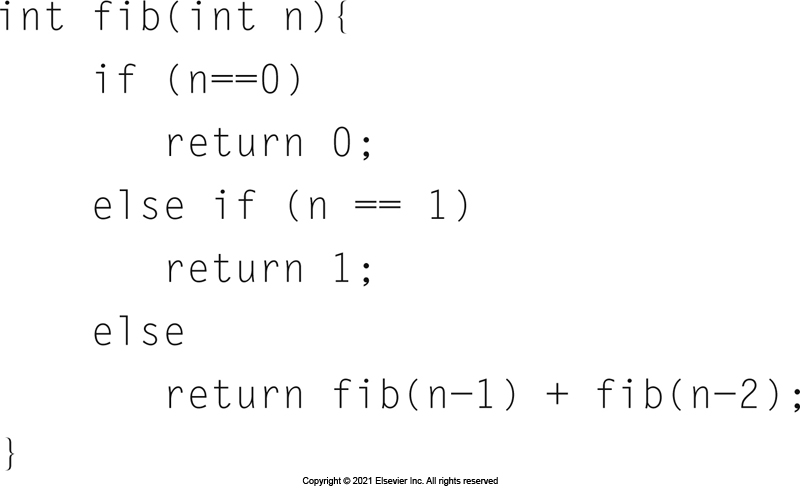 int fib(int n){
if (n==0)
return 0;
else if (n == 1)
return 1;
else
return fib(n−1) + fib(n−2);
}
Copyright © 2021 Elsevier Inc. All rights reserved